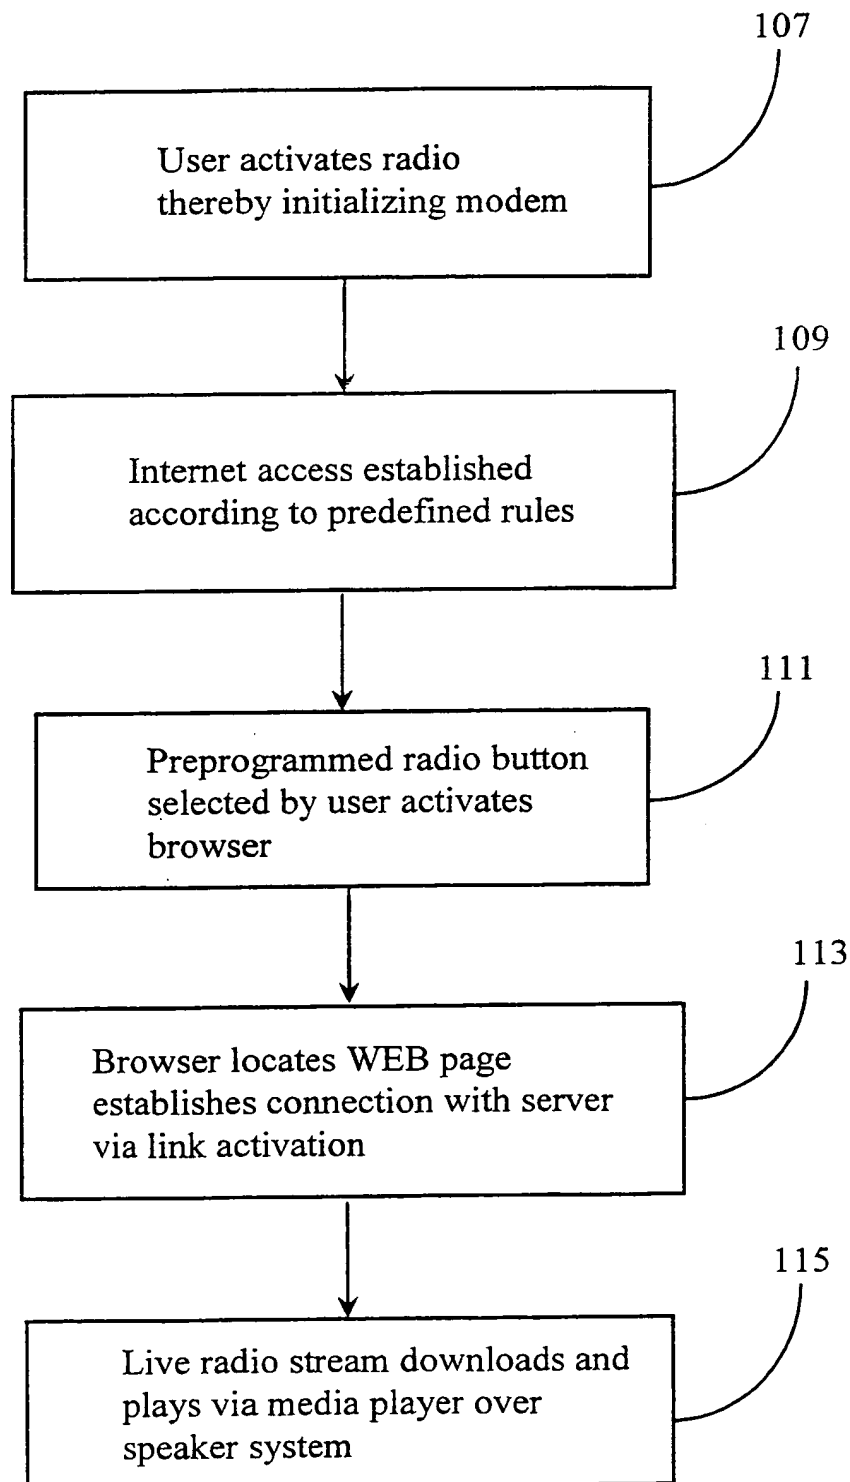 107
User activates radio
thereby initializing modem
109
Internet access established
according to predefined rules
111
Preprogrammed radio button
selected by user activates
browser
113
Browser locates WEB page
establishes connection with server
via link activation
115
Live radio stream downloads and
plays via media player over
speaker system